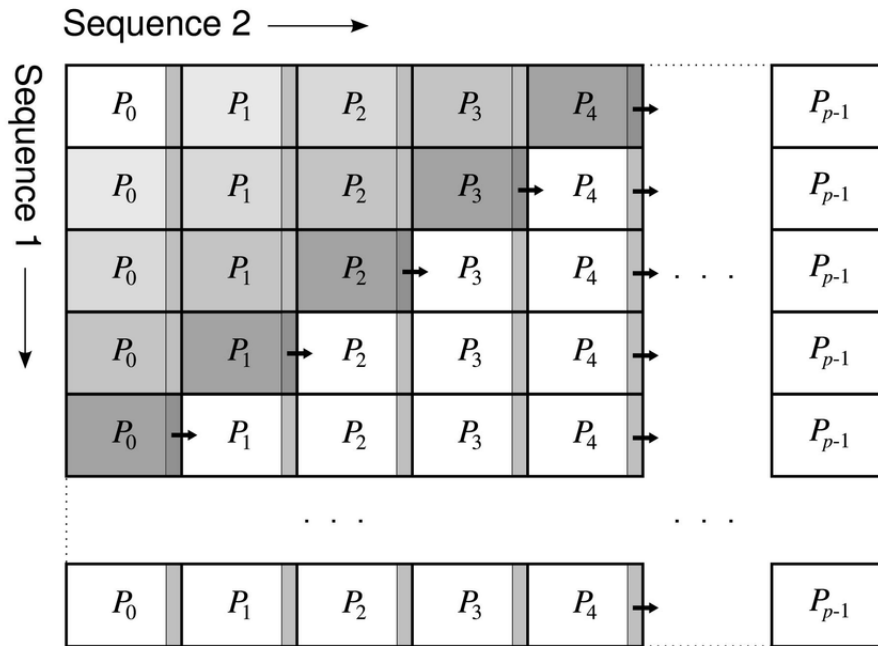 Sequence 2
Sequence 1
P0 P1 P2 P3 P4 Pp-1
P0 P1 P2 P3 P4 Pp-1
P0 P1 P2 P3 P4 . . . Pp-1
P0 P1 P2 P3 P4 Pp-1
P0 P1 P2 P3 P4 Pp-1
. . . . . .
P0 P1 P2 P3 P4 Pp-1